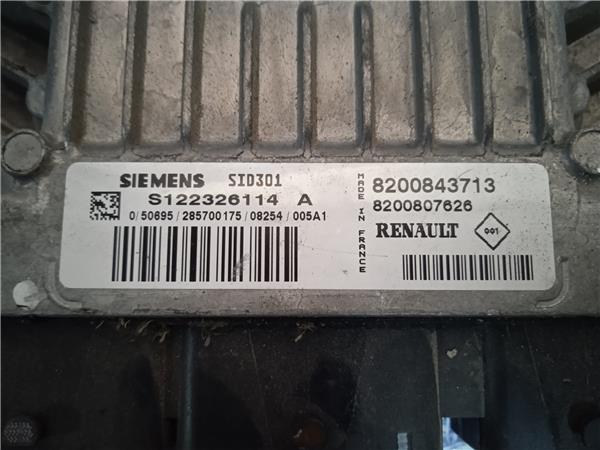 SIEMENS SID301
S122326114 A
0/50695/285700175/08254/005A1
MADE IN FRANCE
8200843713
8200807626
RENAULT 001